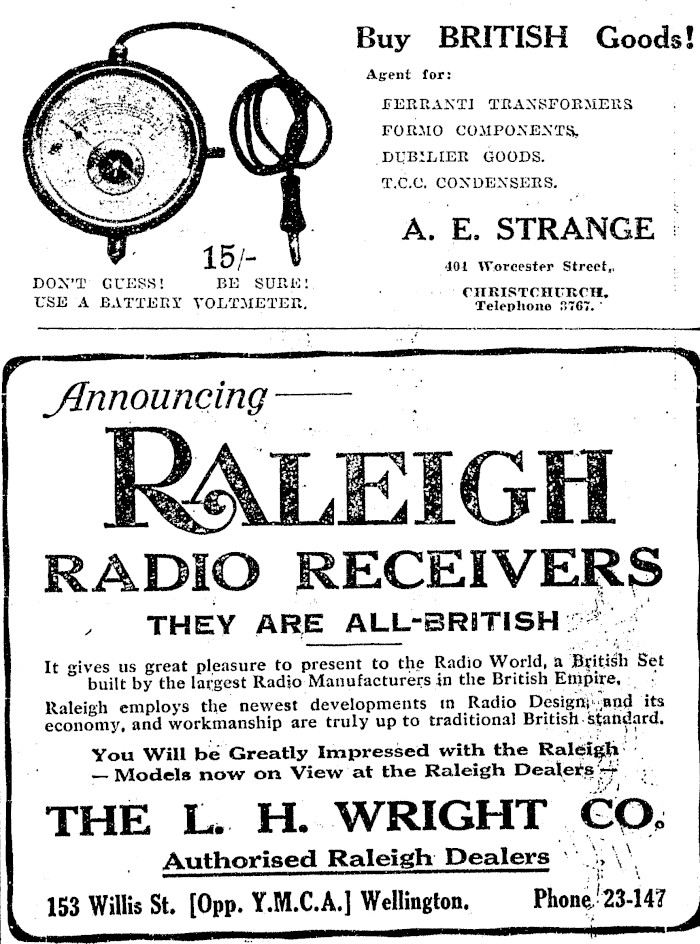 Buy BRITISH Goods!
Agent for:
FERRANTI TRANSFORMERS
FORMO COMPONENTS.
DUBILIER GOODS.
T.C.C. CONDENSERS.
A. E. STRANGE
401 Worcester Street,
CHRISTCHURCH.
Telephone 3767.
15/-
DON'T GUESS! BE SURE!
USE A BATTERY VOLTMETER.
Announcing
RALEIGH
RADIO RECEIVERS
THEY ARE ALL-BRITISH
It gives us great pleasure to present to the Radio World, a British Set
built by the largest Radio Manufacturers in the British Empire.
Raleigh employs the newest developments in Radio Design, and its
economy, and workmanship are truly up to traditional British standard.
You Will be Greatly Impressed with the Raleigh
— Models now on View at the Raleigh Dealers —
THE L. H. WRIGHT CO.
Authorised Raleigh Dealers
153 Willis St. [Opp. Y.M.C.A.] Wellington. Phone 23-147